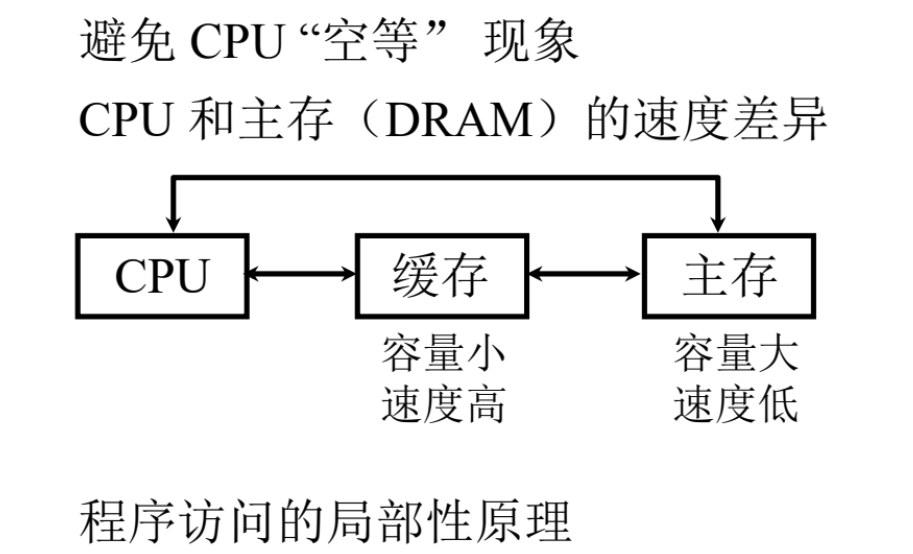 避免 CPU “空等” 现象
CPU 和主存（DRAM）的速度差异
CPU
缓存
主存
容量小
速度高
容量大
速度低
程序访问的局部性原理